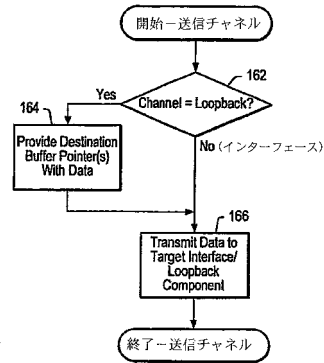 開始－送信チャネル
162
Channel = Loopback?
Yes
164
Provide Destination
Buffer Pointer(s)
With Data
No (インターフェース)
166
Transmit Data to
Target Interface/
Loopback
Component
終了－送信チャネル